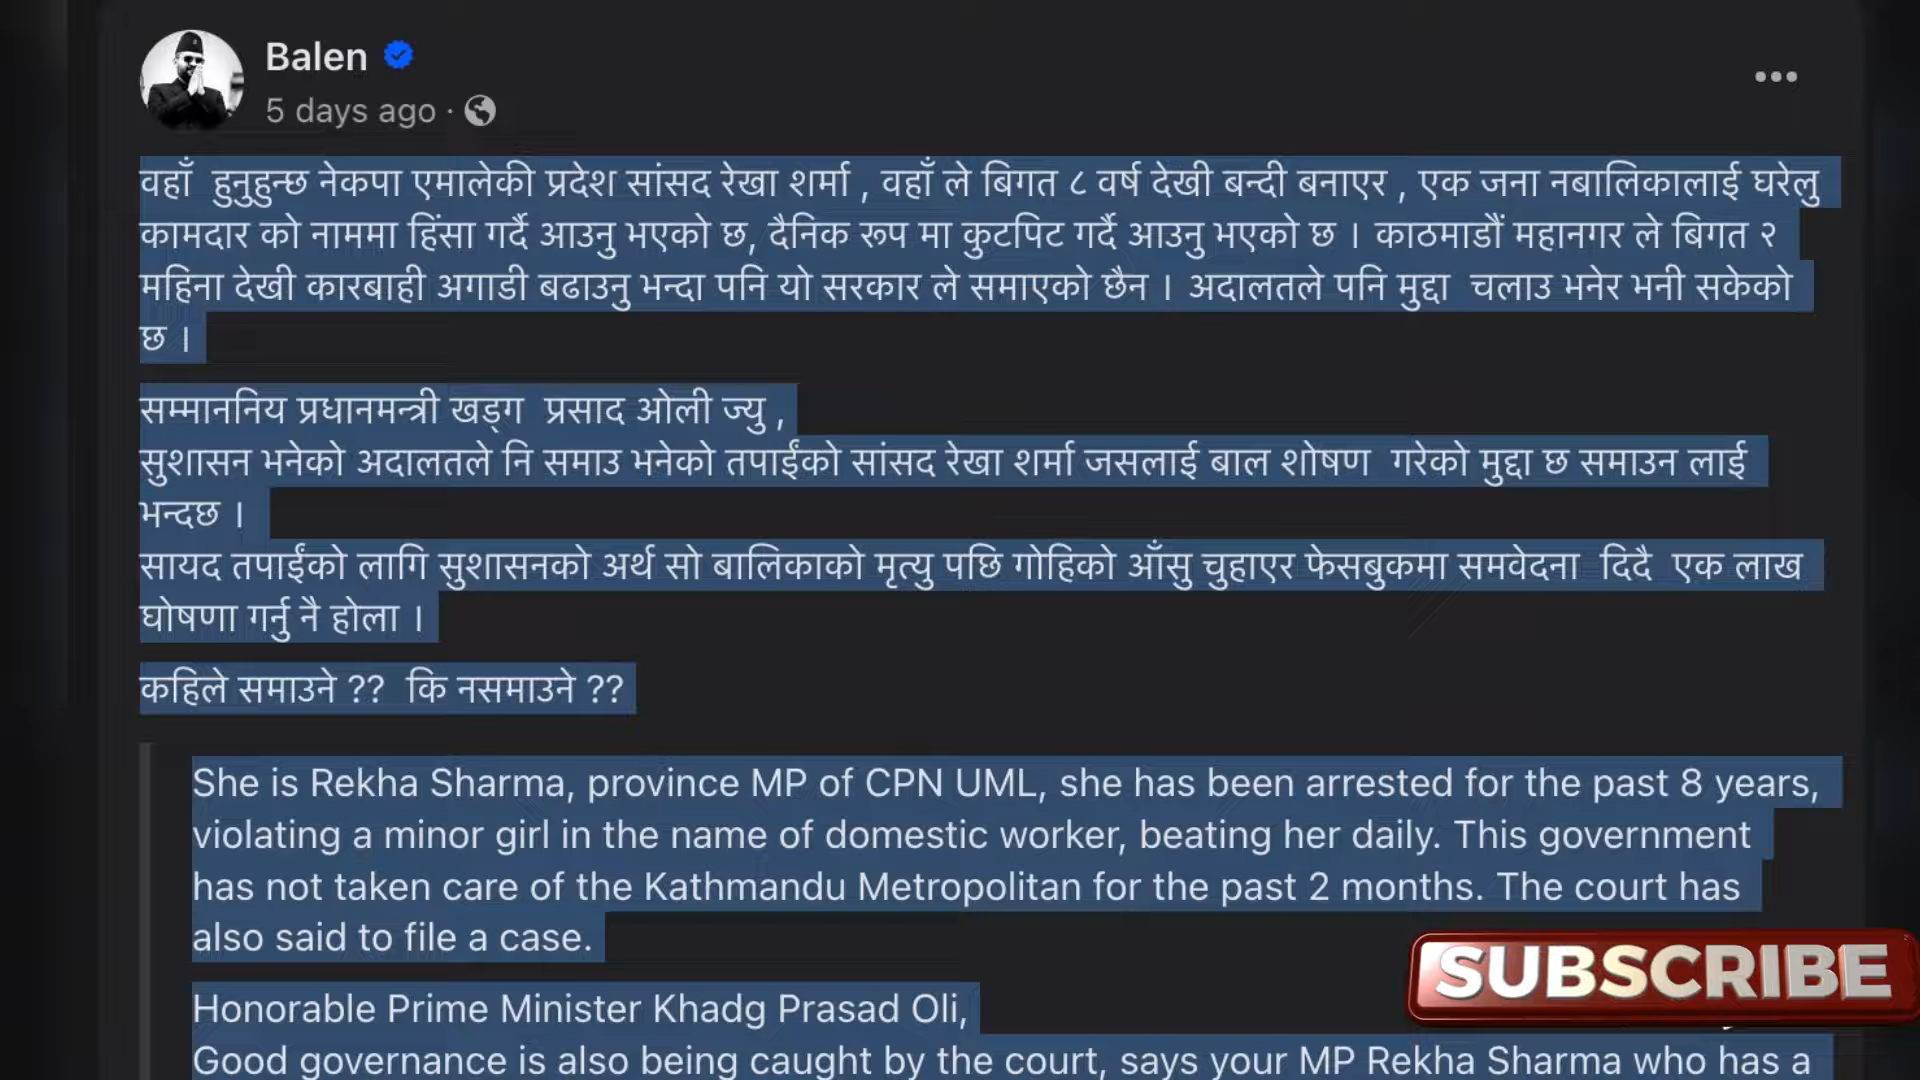 Balen
5 days ago ·
वहाँ हुनुहुन्छ नेकपा एमालेकी प्रदेश सांसद रेखा शर्मा , वहाँ ले बिगत ८ वर्ष देखी बन्दी बनाएर , एक जना नबालिकालाई घरेलु
कामदार को नाममा हिंसा गर्दै आउनु भएको छ, दैनिक रूप मा कुटपिट गर्दै आउनु भएको छ । काठमाडौं महानगर ले बिगत २
महिना देखी कारबाही अगाडी बढाउनु भन्दा पनि यो सरकार ले समाएको छैन । अदालतले पनि मुद्दा चलाउ भनेर भनी सकेको
छ ।
सम्माननिय प्रधानमन्त्री खड्ग प्रसाद ओली ज्यु ,
सुशासन भनेको अदालतले नि समाउ भनेको तपाईंको सांसद रेखा शर्मा जसलाई बाल शोषण गरेको मुद्दा छ समाउन लाई
भन्दछ ।
सायद तपाईंको लागि सुशासनको अर्थ सो बालिकाको मृत्यु पछि गोहिको आँसु चुहाएर फेसबुकमा समवेदना दिदै एक लाख
घोषणा गर्नु नै होला ।
कहिले समाउने ?? कि नसमाउने ??
She is Rekha Sharma, province MP of CPN UML, she has been arrested for the past 8 years,
violating a minor girl in the name of domestic worker, beating her daily. This government
has not taken care of the Kathmandu Metropolitan for the past 2 months. The court has
also said to file a case.
Honorable Prime Minister Khadg Prasad Oli,
Good governance is also being caught by the court, says your MP Rekha Sharma who has a
SUBSCRIBE